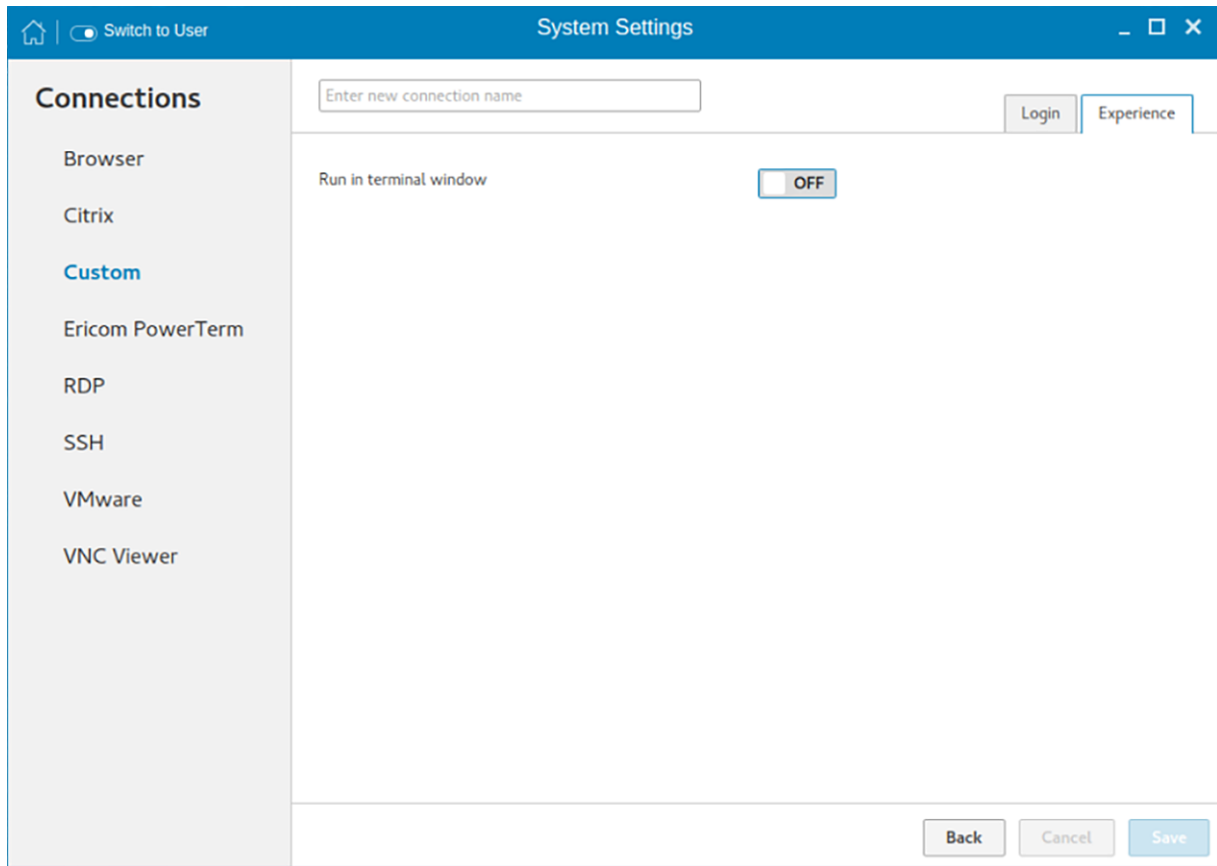 Switch to User
System Settings
Connections
Browser
Citrix
Custom
Ericom PowerTerm
RDP
SSH
VMware
VNC Viewer
Enter new connection name
Login
Experience
Run in terminal window
OFF
Back
Cancel
Save